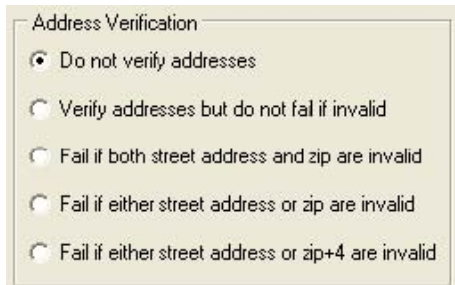 Address Verification
Do not verify addresses
Verify addresses but do not fail if invalid
Fail if both street address and zip are invalid
Fail if either street address or zip are invalid
Fail if either street address or zip+4 are invalid